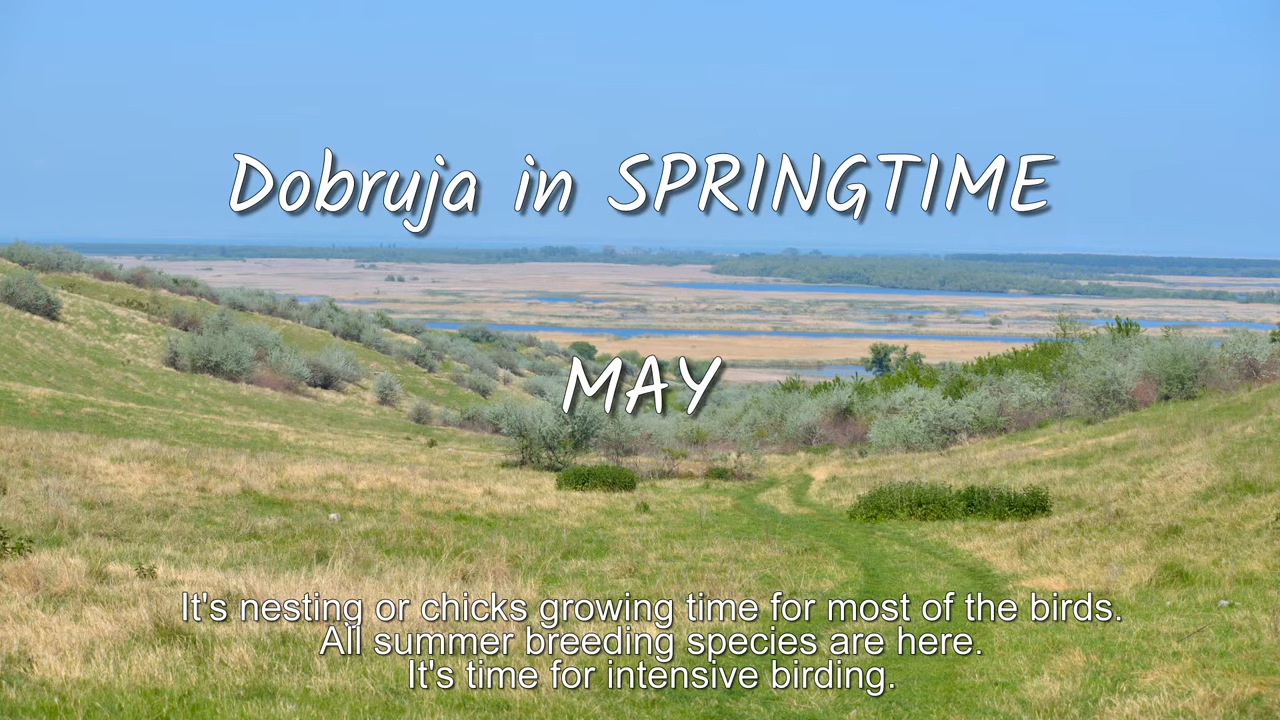 Dobruja in SPRINGTIME
MAY
It's nesting or chicks growing time for most of the birds.
All summer breeding species are here.
It's time for intensive birding.